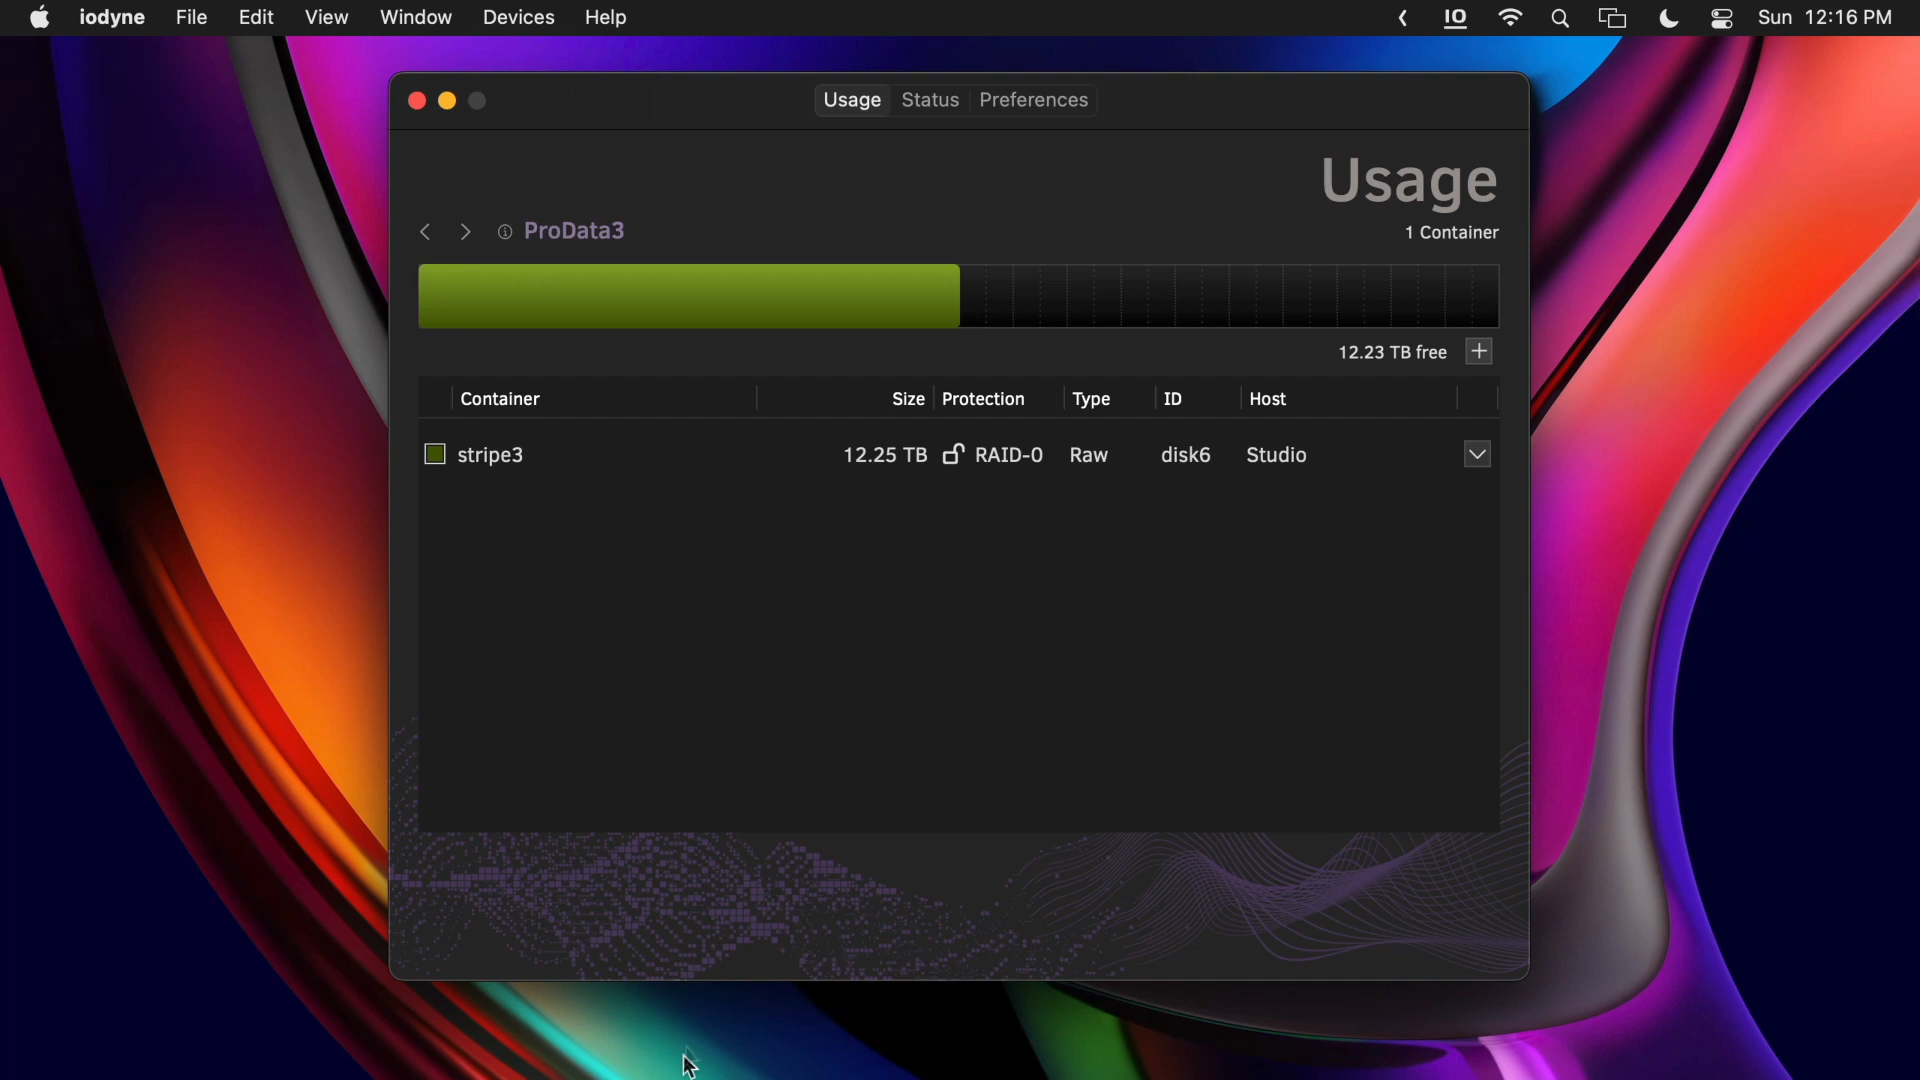 iodyne File Edit View Window Devices Help IO Sun 12:16 PM
Usage Status Preferences
Usage
ProData3 1 Container
12.23 TB free
Container Size Protection Type ID Host
stripe3 12.25 TB RAID-0 Raw disk6 Studio